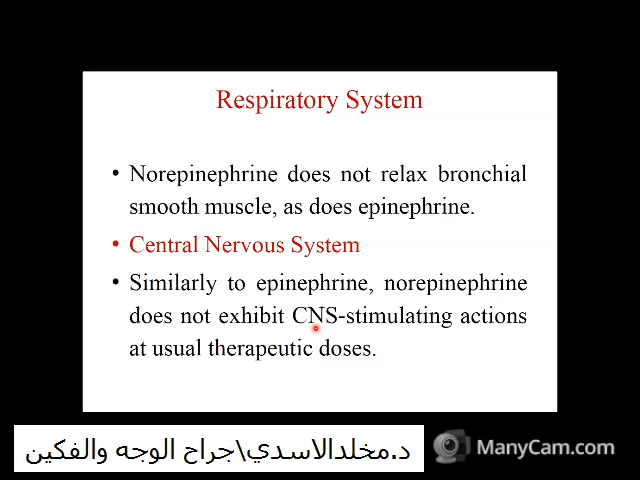 Respiratory System
• Norepinephrine does not relax bronchial
smooth muscle, as does epinephrine.
• Central Nervous System
• Similarly to epinephrine, norepinephrine
does not exhibit CNS-stimulating actions
at usual therapeutic doses.
د.مخلدالاسدي\جراح الوجه والفكين
ManyCam.com